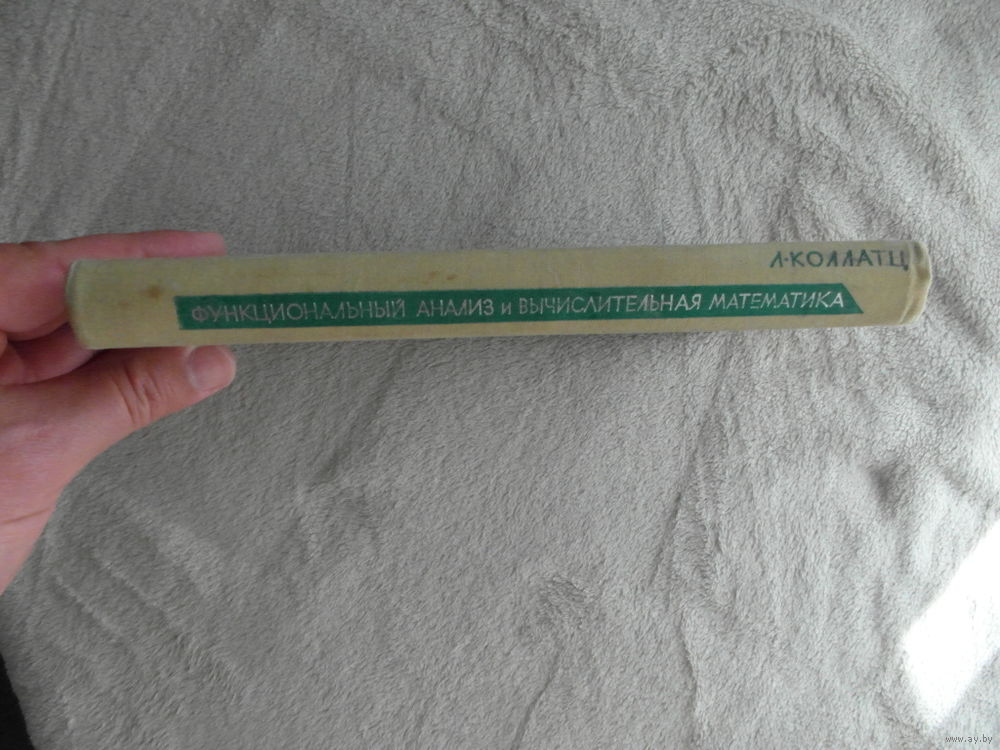 Л·КОЛЛАТЦ
ФУНКЦИОНАЛЬНЫЙ АНАЛИЗ и ВЫЧИСЛИТЕЛЬНАЯ МАТЕМАТИКА
www.ay.by